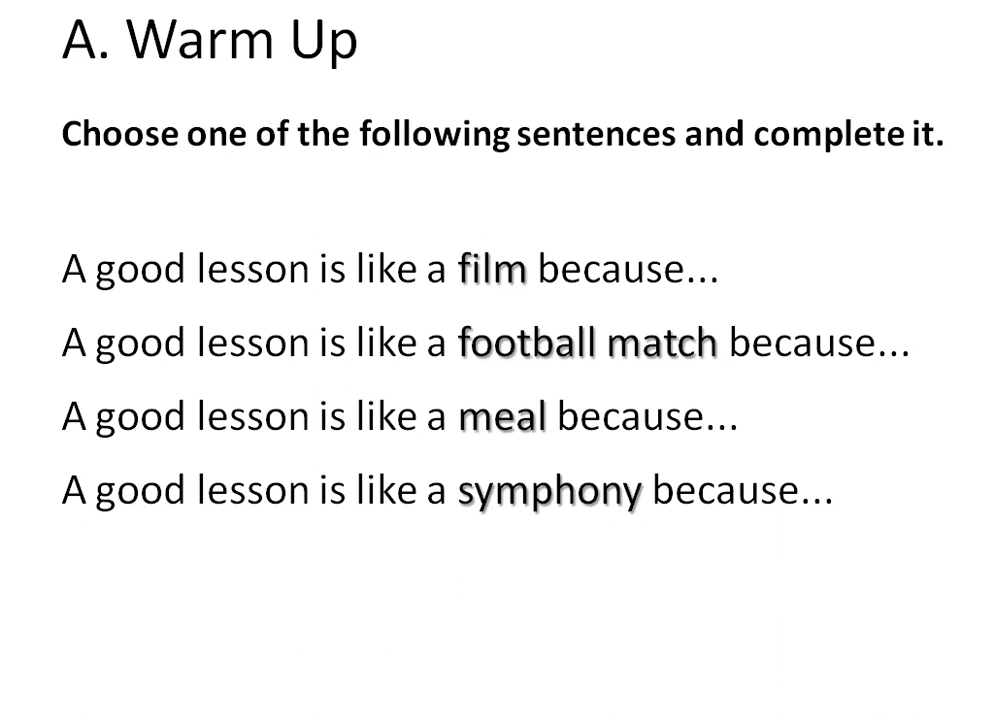 A. Warm Up
Choose one of the following sentences and complete it.
A good lesson is like a film because...
A good lesson is like a football match because...
A good lesson is like a meal because...
A good lesson is like a symphony because...